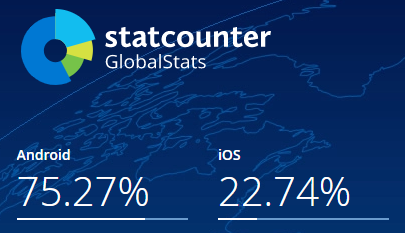 statcounter
GlobalStats
Android
iOS
75.27%
22.74%